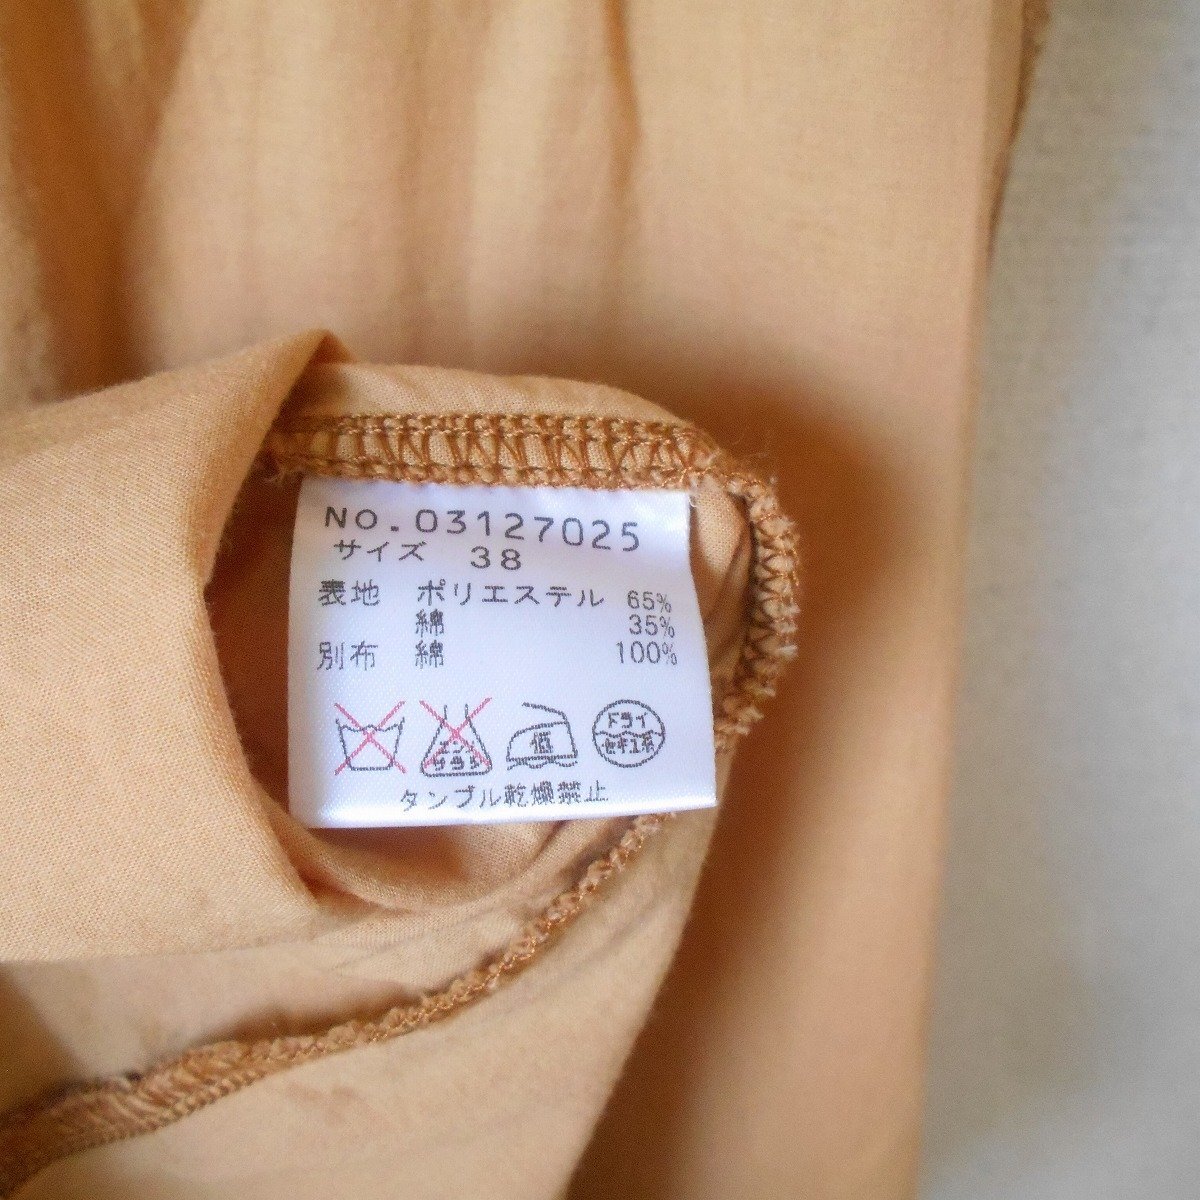 NO.03127025
サイズ 38
表地 ポリエステル 65%
綿 35%
別布 綿 100%
エンソサラシ
低
ドライ
セキユ系
タンブル乾燥禁止